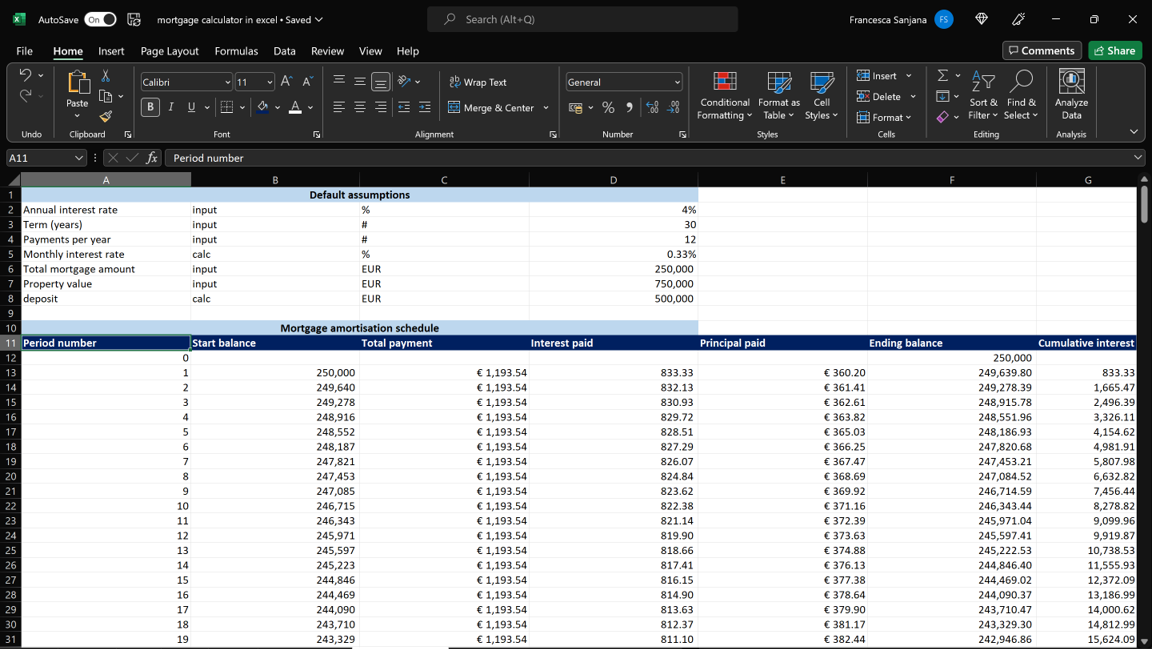 AutoSave On mortgage calculator in excel • Saved Search (Alt+Q) Francesca Sanjana FS
File Home Insert Page Layout Formulas Data Review View Help Comments Share
Calibri 11 Wrap Text General Insert
Paste Merge & Center Conditional Formatting Format as Table Cell Styles Delete Sort & Filter Find & Select Analyze Data
Format
Undo Clipboard Font Alignment Number Styles Cells Editing Analysis
A11 fx Period number
A B C D E F G
1 Default assumptions
2 Annual interest rate input % 4%
3 Term (years) input # 30
4 Payments per year input # 12
5 Monthly interest rate calc % 0.33%
6 Total mortgage amount input EUR 250,000
7 Property value input EUR 750,000
8 deposit calc EUR 500,000
9
10 Mortgage amortisation schedule
11 Period number Start balance Total payment Interest paid Principal paid Ending balance Cumulative interest
12 0 250,000
13 1 250,000 € 1,193.54 833.33 € 360.20 249,639.80 833.33
14 2 249,640 € 1,193.54 832.13 € 361.41 249,278.39 1,665.47
15 3 249,278 € 1,193.54 830.93 € 362.61 248,915.78 2,496.39
16 4 248,916 € 1,193.54 829.72 € 363.82 248,551.96 3,326.11
17 5 248,552 € 1,193.54 828.51 € 365.03 248,186.93 4,154.62
18 6 248,187 € 1,193.54 827.29 € 366.25 247,820.68 4,981.91
19 7 247,821 € 1,193.54 826.07 € 367.47 247,453.21 5,807.98
20 8 247,453 € 1,193.54 824.84 € 368.69 247,084.52 6,632.82
21 9 247,085 € 1,193.54 823.62 € 369.92 246,714.59 7,456.44
22 10 246,715 € 1,193.54 822.38 € 371.16 246,343.44 8,278.82
23 11 246,343 € 1,193.54 821.14 € 372.39 245,971.04 9,099.96
24 12 245,971 € 1,193.54 819.90 € 373.63 245,597.41 9,919.87
25 13 245,597 € 1,193.54 818.66 € 374.88 245,222.53 10,738.53
26 14 245,223 € 1,193.54 817.41 € 376.13 244,846.40 11,555.93
27 15 244,846 € 1,193.54 816.15 € 377.38 244,469.02 12,372.09
28 16 244,469 € 1,193.54 814.90 € 378.64 244,090.37 13,186.99
29 17 244,090 € 1,193.54 813.63 € 379.90 243,710.47 14,000.62
30 18 243,710 € 1,193.54 812.37 € 381.17 243,329.30 14,812.99
31 19 243,329 € 1,193.54 811.10 € 382.44 242,946.86 15,624.09